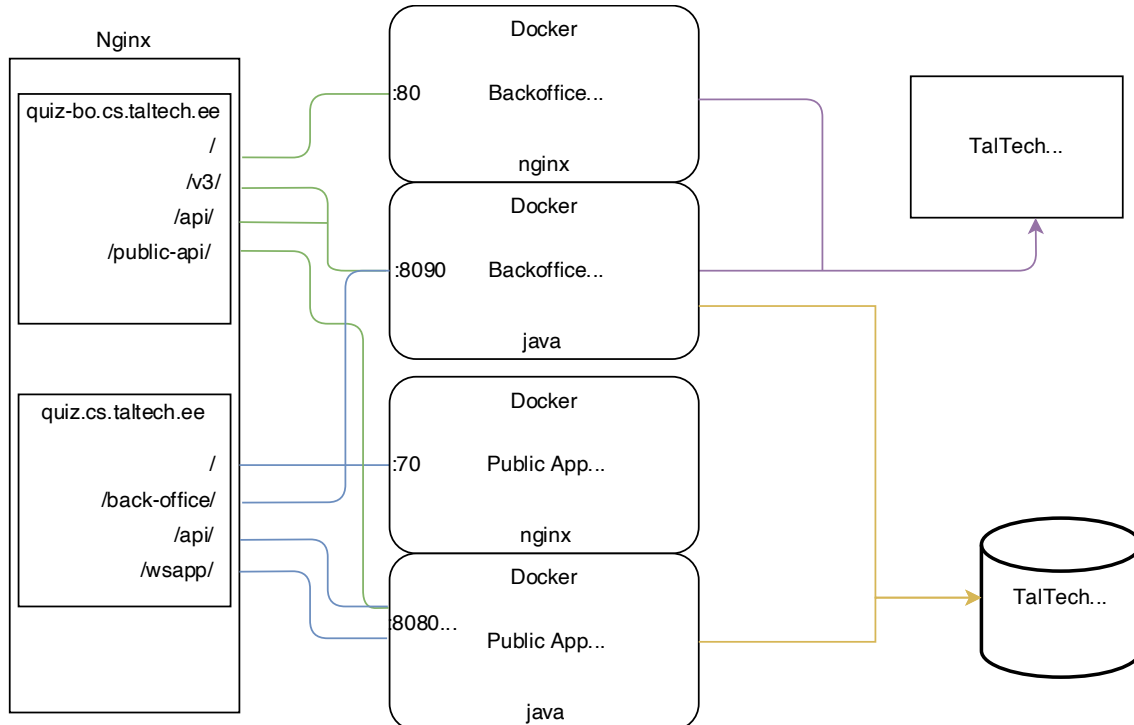 Nginx
quiz-bo.cs.taltech.ee
/
/v3/
/api/
/public-api/
quiz.cs.taltech.ee
/
/back-office/
/api/
/wsapp/
Docker
:80 Backoffice...
nginx
Docker
:8090 Backoffice...
java
Docker
:70 Public App...
nginx
Docker
:8080...
Public App...
java
TalTech...
TalTech...